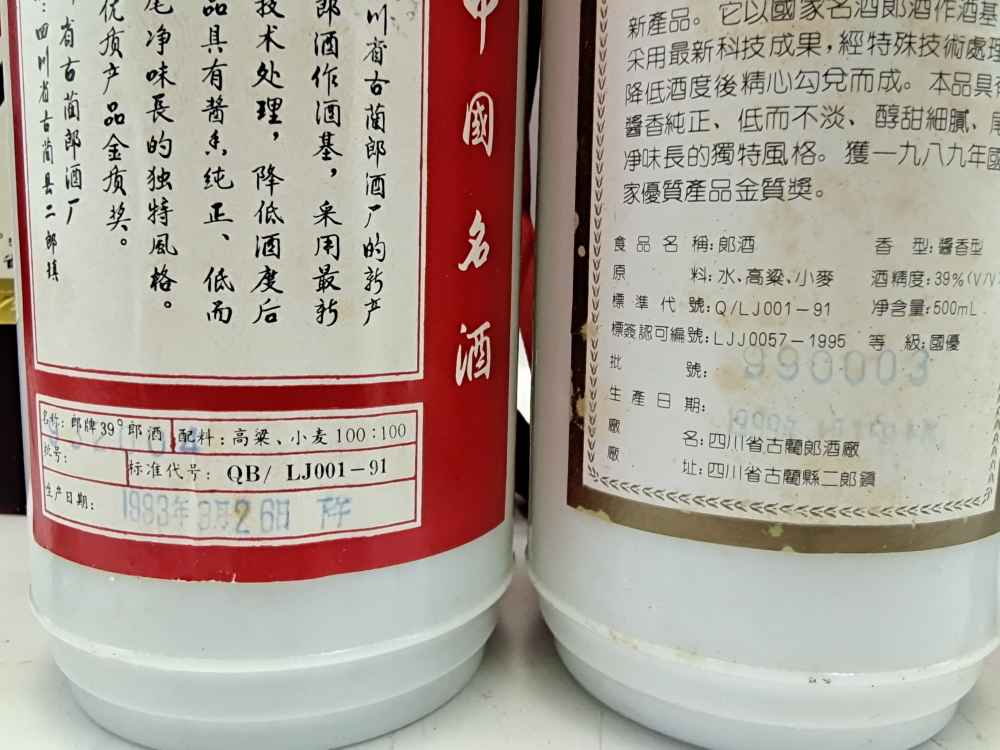 川省古蔺郎酒厂的新产
郎酒作酒基，采用最新
技术处理，降低酒度后
品具有酱香纯正、低而
尾净味長的独特風格。
优质产品金质奖。
省古蔺郎酒厂
四川省古蔺县二郎镇
中國名酒
名称: 郎牌39°郎酒
配料: 高粱、小麦100:100
批号:
标准代号: QB/ LJ001-91
生产日期: 1993年 9月26日
新產品。它以國家名酒郎酒作酒基
采用最新科技成果,經特殊技術處理
降低酒度後精心勾兌而成。本品具
醬香純正、低而不淡、醇甜細膩、
淨味長的獨特風格。獲一九八九年國
家優質產品金質獎。
食品名稱:郎酒 香型:醬香型
原料:水、高粱、小麥 酒精度:39%(V/V
標準代號:Q/LJ001-91 淨含量:500mL
標簽認可編號:LJJ0057-1995 等級:國優
批號: 990003
生產日期:
廠名:四川省古藺郎酒廠
廠址:四川省古藺縣二郎鎮